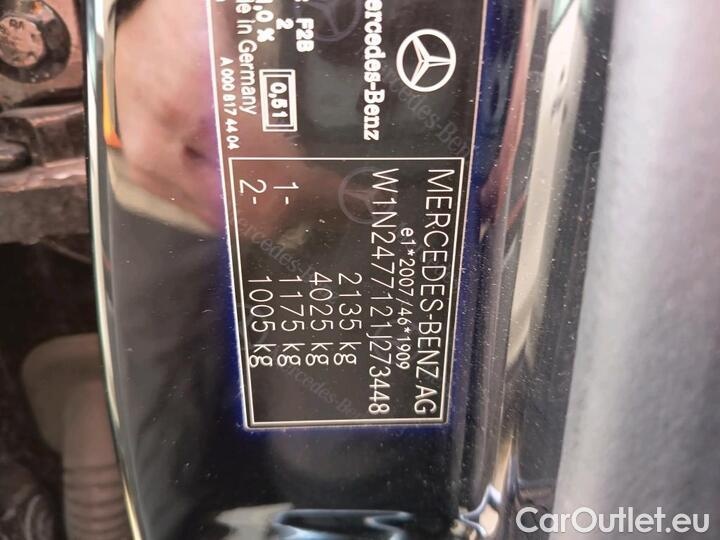 MERCEDES-BENZ AG
e1*2007/46*1909
W1N2477121J273448
2135 kg
4025 kg
1- 1175 kg
2- 1005 kg
Mercedes-Benz
F2B
2
,0 %
in Germany
0,51
A 000 817 44 04
CarOutlet.eu